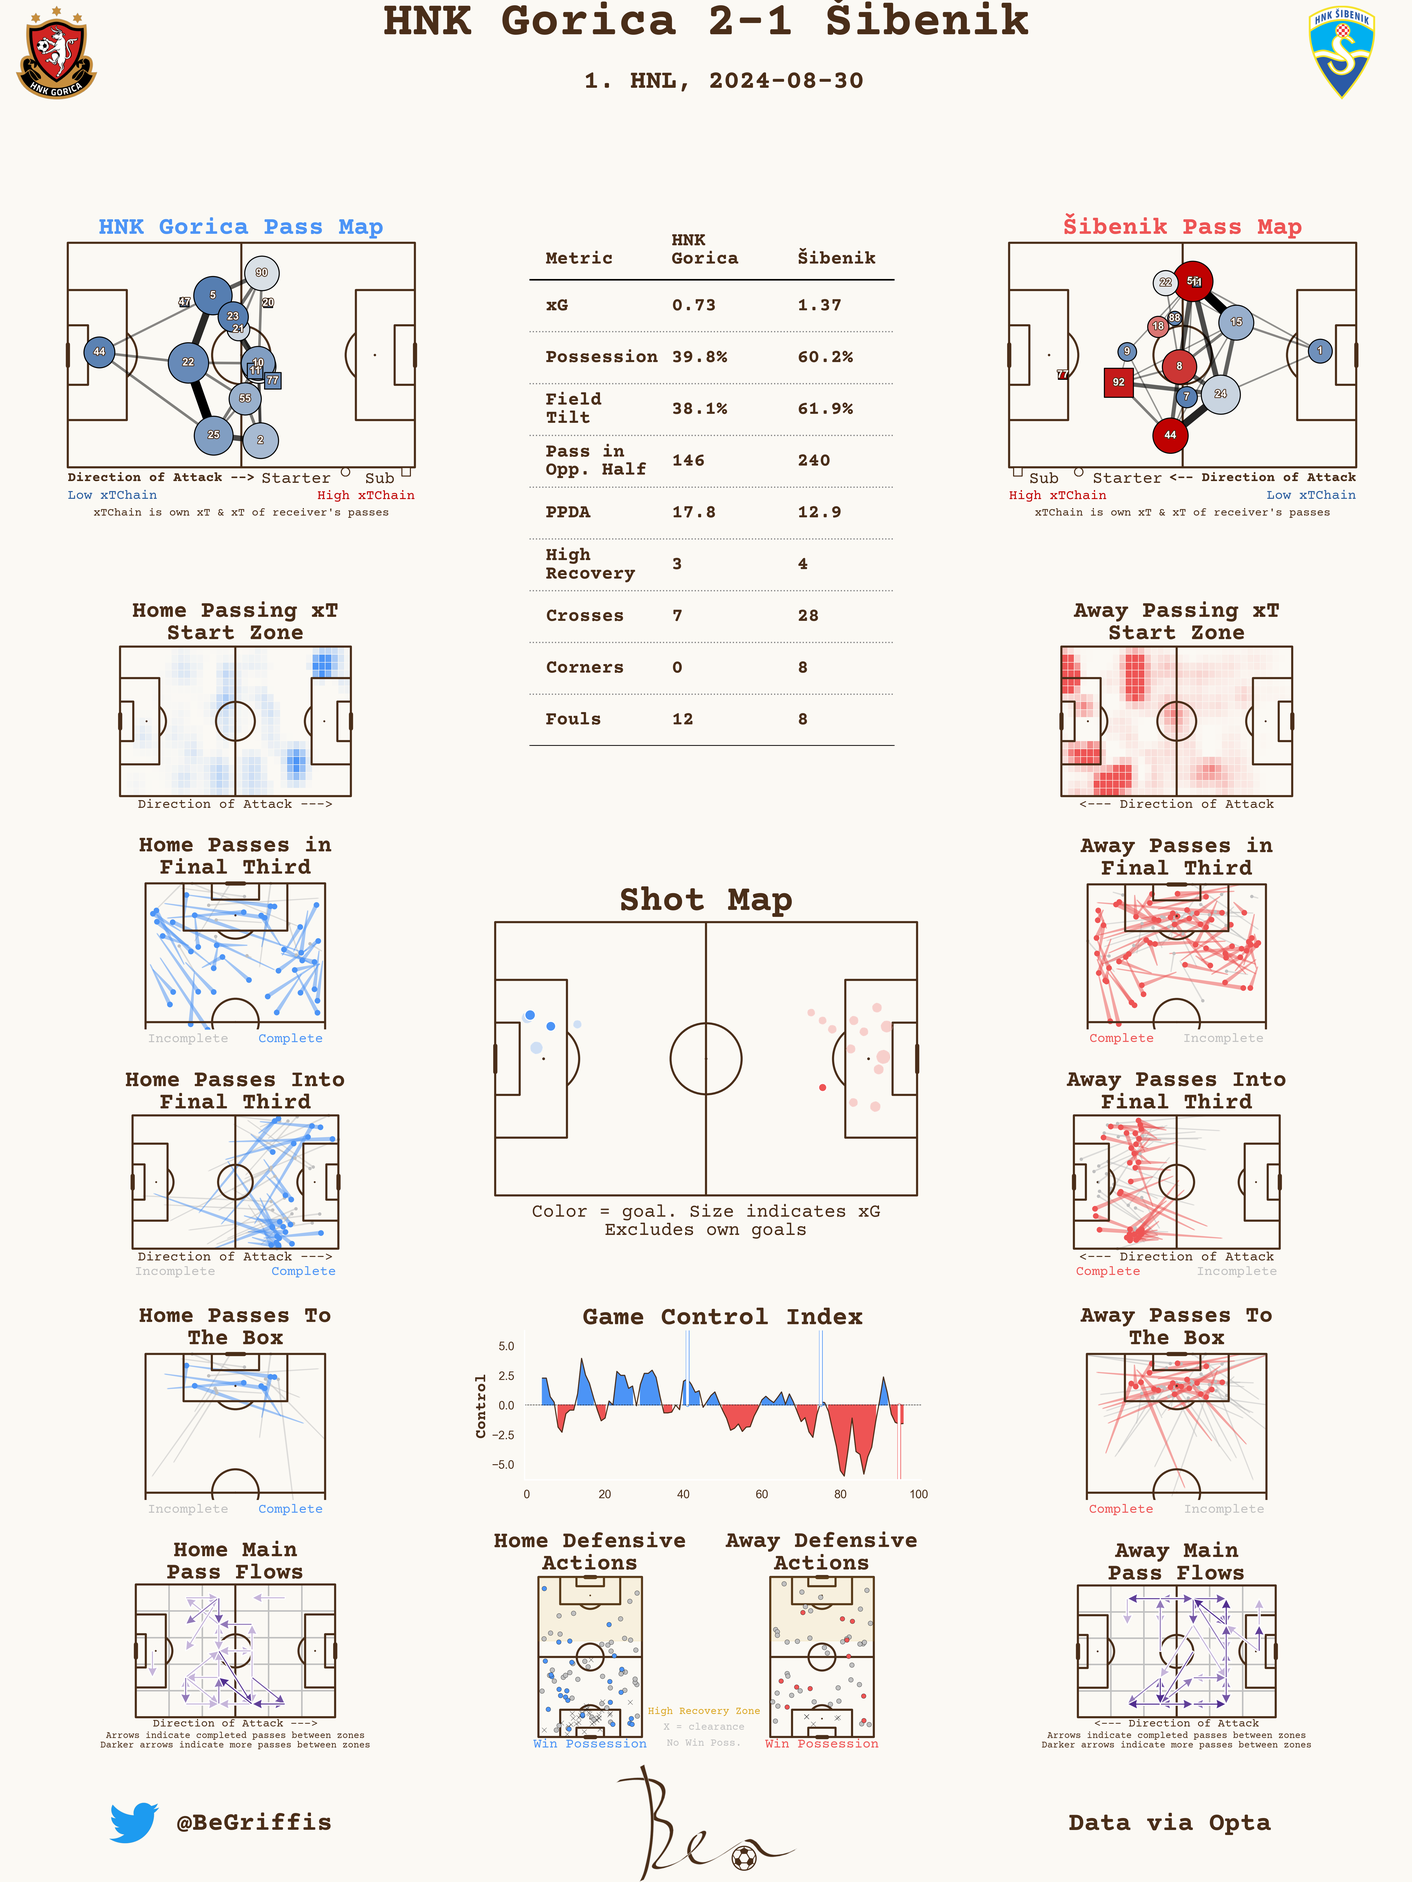 HNK Gorica 2-1 Šibenik
1. HNL, 2024-08-30
HNK GORICA
HNK ŠIBENIK
HNK Gorica Pass Map
90
5
47
20
23
21
44
22
10
11
77
55
25
2
Direction of Attack --> Starter Sub
Low xTChain High xTChain
xTChain is own xT & xT of receiver's passes
Metric HNK Gorica Šibenik
xG 0.73 1.37
Possession 39.8% 60.2%
Field Tilt 38.1% 61.9%
Pass in Opp. Half 146 240
PPDA 17.8 12.9
High Recovery 3 4
Crosses 7 28
Corners 0 8
Fouls 12 8
Šibenik Pass Map
22
11
15
88
18
9
1
8
77
92
7
24
44
Sub Starter <-- Direction of Attack
High xTChain Low xTChain
xTChain is own xT & xT of receiver's passes
Home Passing xT
Start Zone
Direction of Attack --->
Away Passing xT
Start Zone
<--- Direction of Attack
Home Passes in
Final Third
Incomplete Complete
Away Passes in
Final Third
Complete Incomplete
Shot Map
Color = goal. Size indicates xG
Excludes own goals
Home Passes Into
Final Third
Direction of Attack --->
Incomplete Complete
Away Passes Into
Final Third
<--- Direction of Attack
Complete Incomplete
Home Passes To
The Box
Incomplete Complete
Game Control Index
Control
5.0
2.5
0.0
−2.5
−5.0
0 20 40 60 80 100
Away Passes To
The Box
Complete Incomplete
Home Main
Pass Flows
Direction of Attack --->
Arrows indicate completed passes between zones
Darker arrows indicate more passes between zones
Home Defensive
Actions
Win Possession
High Recovery Zone
X = clearance
No Win Poss.
Away Defensive
Actions
Win Possession
Away Main
Pass Flows
<--- Direction of Attack
Arrows indicate completed passes between zones
Darker arrows indicate more passes between zones
@BeGriffis
Ben
Data via Opta